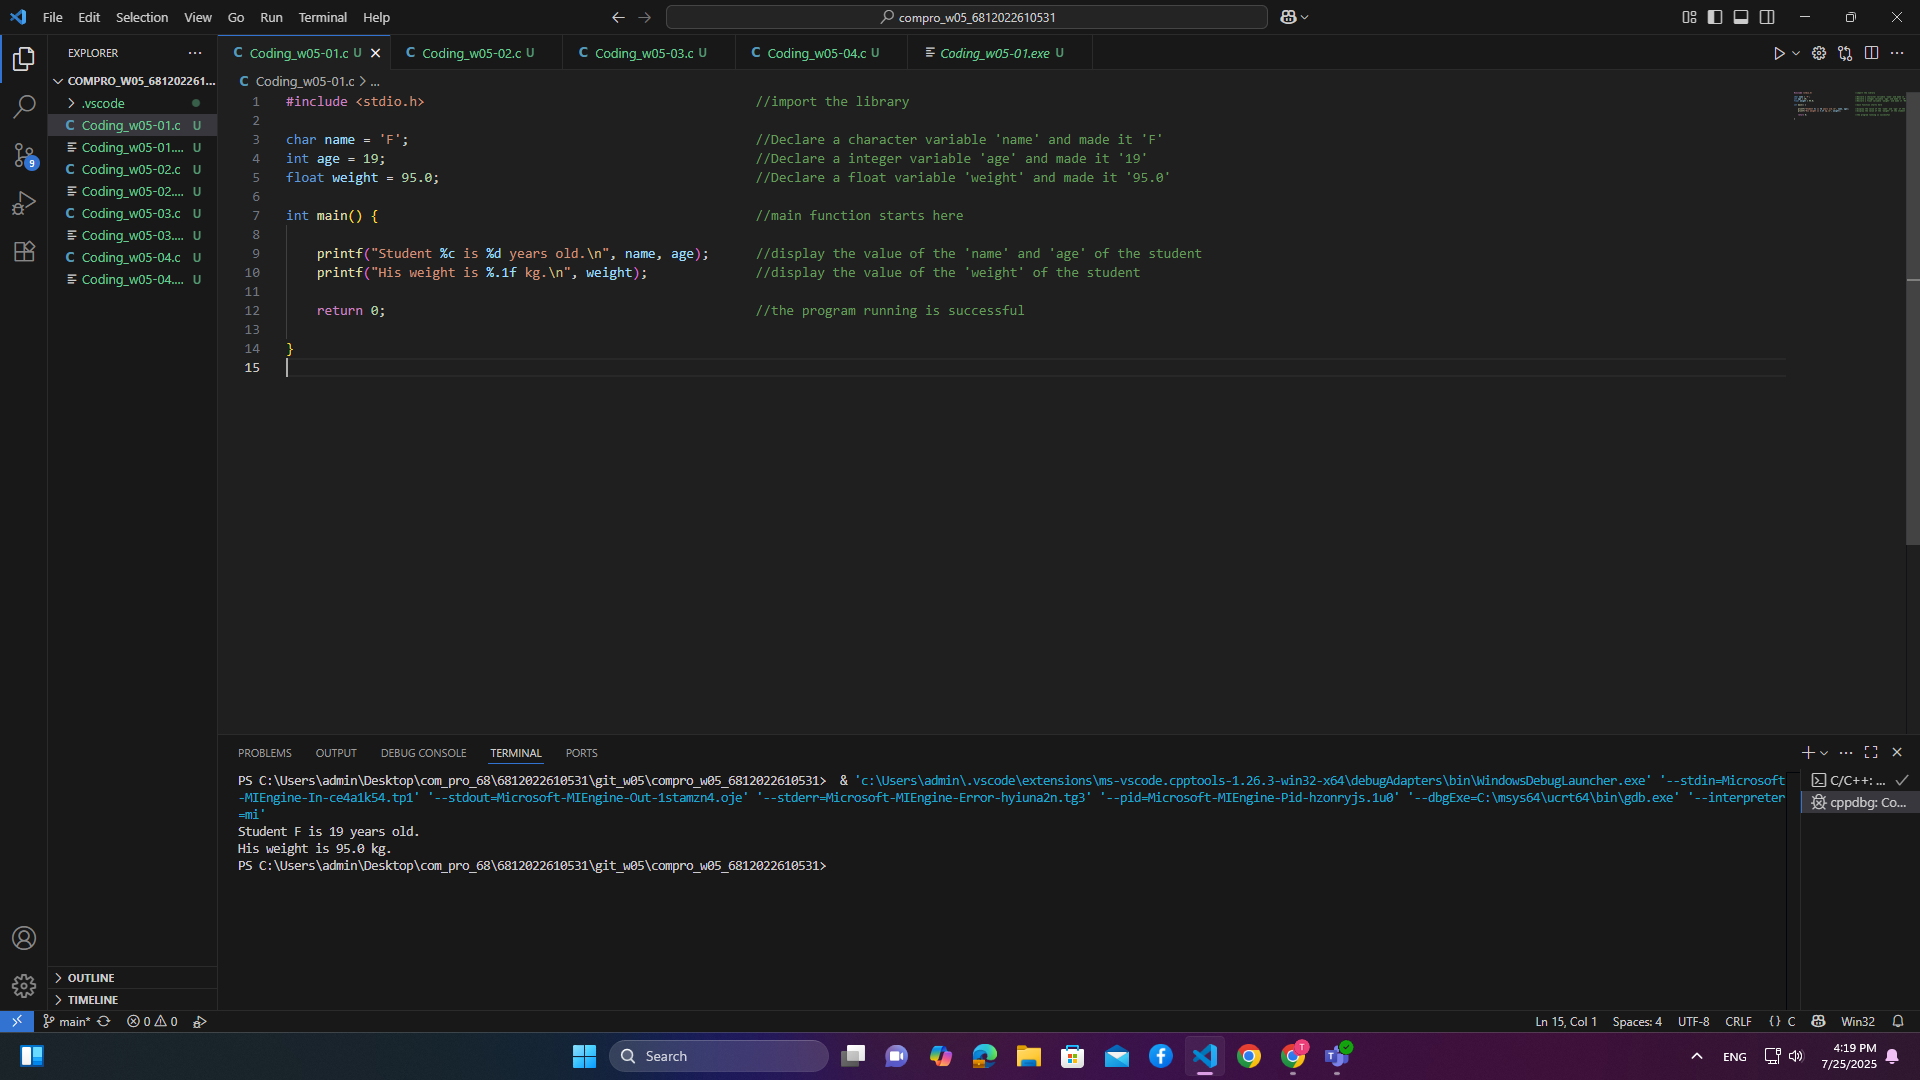 File Edit Selection View Go Run Terminal Help
compro_w05_6812022610531
EXPLORER
COMPRO_W05_681202261...
.vscode
Coding_w05-01.c U
Coding_w05-01.... U
Coding_w05-02.c U
Coding_w05-02.... U
Coding_w05-03.c U
Coding_w05-03.... U
Coding_w05-04.c U
Coding_w05-04.... U
OUTLINE
TIMELINE
9
Coding_w05-01.c U
Coding_w05-02.c U
Coding_w05-03.c U
Coding_w05-04.c U
Coding_w05-01.exe U
Coding_w05-01.c > ...
1 #include <stdio.h> //import the library
2
3 char name = 'F'; //Declare a character variable 'name' and made it 'F'
4 int age = 19; //Declare a integer variable 'age' and made it '19'
5 float weight = 95.0; //Declare a float variable 'weight' and made it '95.0'
6
7 int main() { //main function starts here
8
9 printf("Student %c is %d years old.\n", name, age); //display the value of the 'name' and 'age' of the student
10 printf("His weight is %.1f kg.\n", weight); //display the value of the 'weight' of the student
11
12 return 0; //the program running is successful
13
14 }
15
PROBLEMS OUTPUT DEBUG CONSOLE TERMINAL PORTS
PS C:\Users\admin\Desktop\com_pro_68\6812022610531\git_w05\compro_w05_6812022610531> & 'c:\Users\admin\.vscode\extensions\ms-vscode.cpptools-1.26.3-win32-x64\debugAdapters\bin\WindowsDebugLauncher.exe' '--stdin=Microsoft
-MIEngine-In-ce4a1k54.tp1' '--stdout=Microsoft-MIEngine-Out-1stamzn4.oje' '--stderr=Microsoft-MIEngine-Error-hyiuna2n.tg3' '--pid=Microsoft-MIEngine-Pid-hzonryjs.1u0' '--dbgExe=C:\msys64\ucrt64\bin\gdb.exe' '--interpreter
=mi'
Student F is 19 years old.
His weight is 95.0 kg.
PS C:\Users\admin\Desktop\com_pro_68\6812022610531\git_w05\compro_w05_6812022610531>
C/C++: ...
cppdbg: Co...
main* 0 0
Ln 15, Col 1 Spaces: 4 UTF-8 CRLF {} C Win32
Search
T
ENG
4:19 PM
7/25/2025